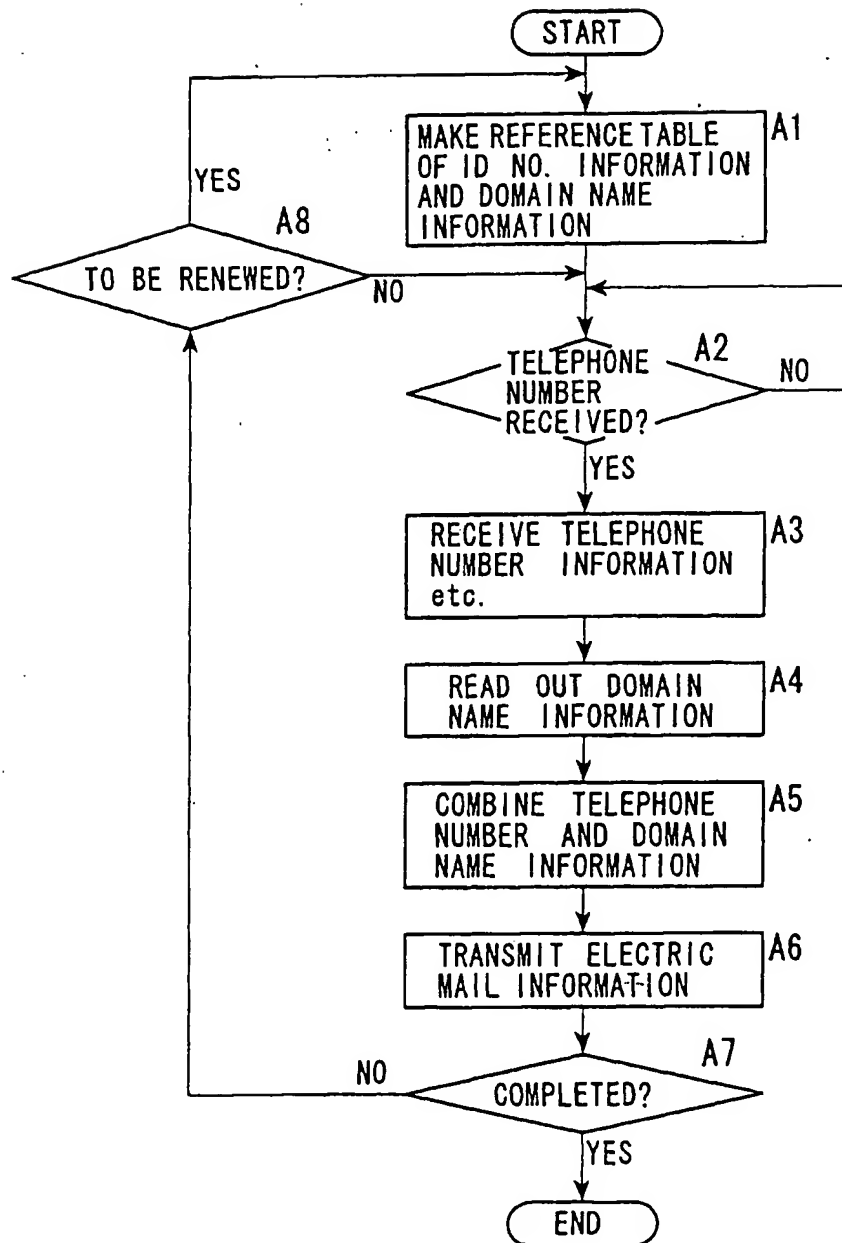 START
A1
MAKE REFERENCE TABLE
OF ID NO. INFORMATION
AND DOMAIN NAME
INFORMATION
YES
A8
TO BE RENEWED?
NO
A2
TELEPHONE
NUMBER
RECEIVED?
NO
YES
A3
RECEIVE TELEPHONE
NUMBER INFORMATION
etc.
A4
READ OUT DOMAIN
NAME INFORMATION
A5
COMBINE TELEPHONE
NUMBER AND DOMAIN
NAME INFORMATION
A6
TRANSMIT ELECTRIC
MAIL INFORMATION
A7
NO
COMPLETED?
YES
END